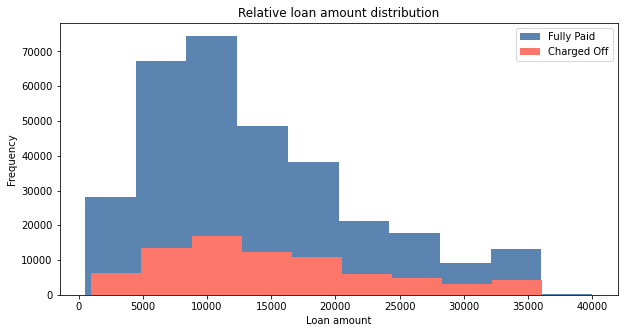 Relative loan amount distribution
Fully Paid
Charged Off
70000
60000
50000
40000
30000
20000
10000
0
Frequency
0 5000 10000 15000 20000 25000 30000 35000 40000
Loan amount